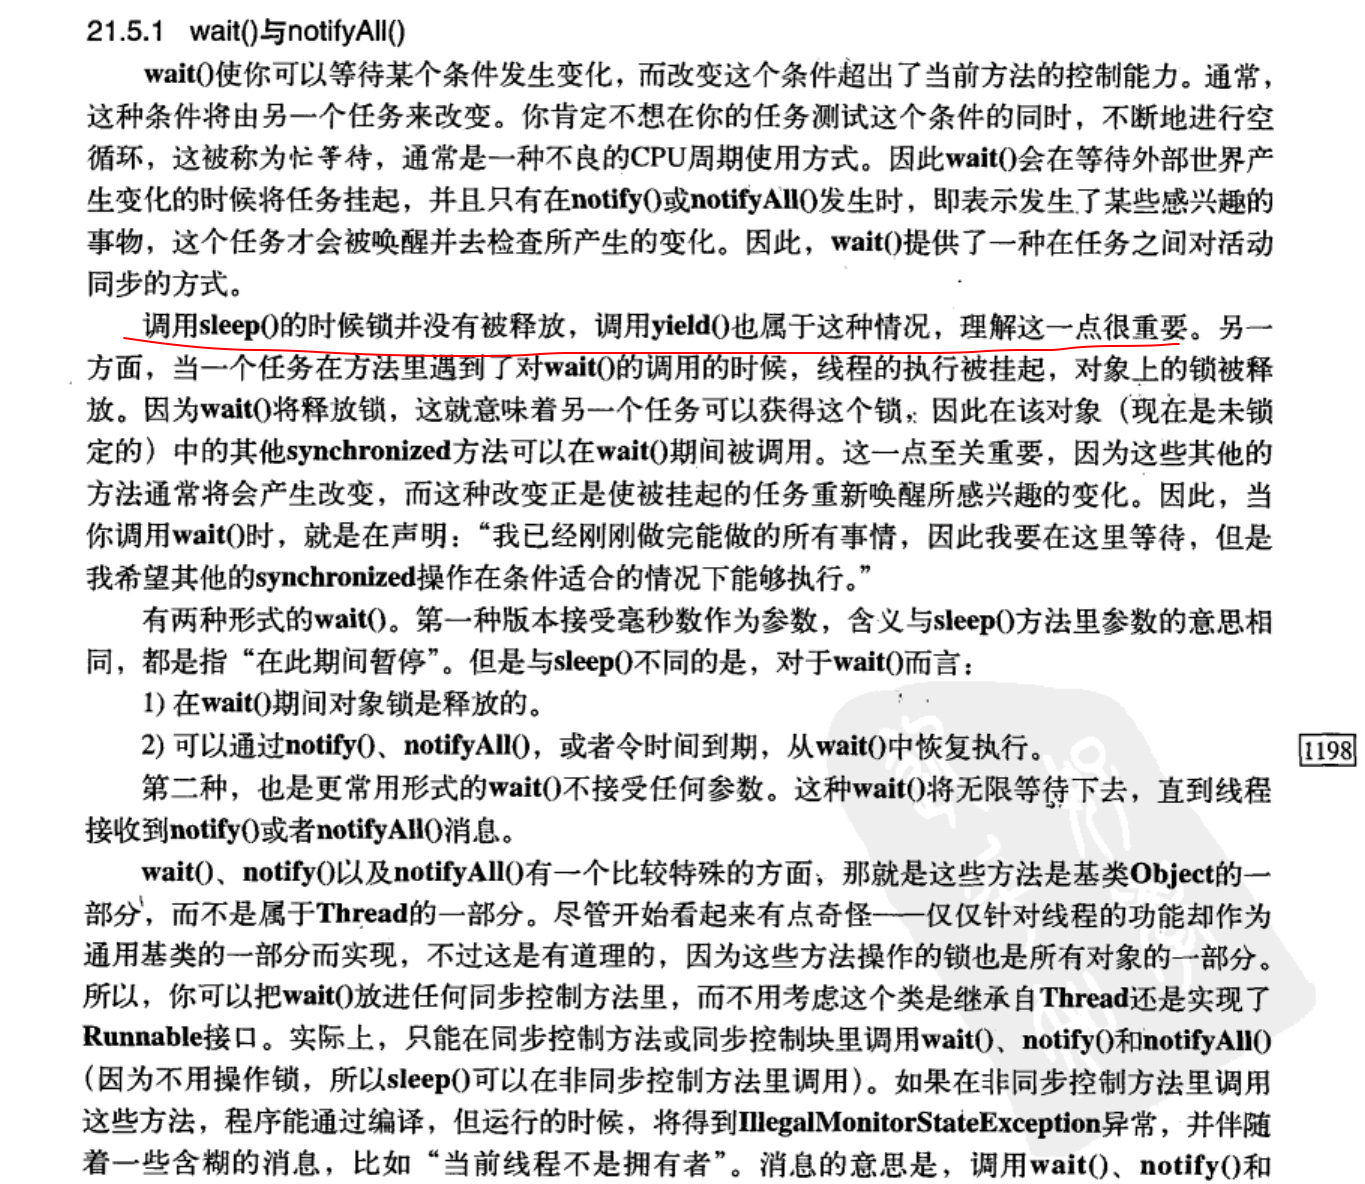 21.5.1 wait()与notifyAll()
wait()使你可以等待某个条件发生变化，而改变这个条件超出了当前方法的控制能力。通常，
这种条件将由另一个任务来改变。你肯定不想在你的任务测试这个条件的同时，不断地进行空
循环，这被称为忙等待，通常是一种不良的CPU周期使用方式。因此wait()会在等待外部世界产
生变化的时候将任务挂起，并且只有在notify()或notifyAll()发生时，即表示发生了某些感兴趣的
事物，这个任务才会被唤醒并去检查所产生的变化。因此，wait()提供了一种在任务之间对活动
同步的方式。
调用sleep()的时候锁并没有被释放，调用yield()也属于这种情况，理解这一点很重要。另一
方面，当一个任务在方法里遇到了对wait()的调用的时候，线程的执行被挂起，对象上的锁被释
放。因为wait()将释放锁，这就意味着另一个任务可以获得这个锁，因此在该对象（现在是未锁
定的）中的其他synchronized方法可以在wait()期间被调用。这一点至关重要，因为这些其他的
方法通常将会产生改变，而这种改变正是使被挂起的任务重新唤醒所感兴趣的变化。因此，当
你调用wait()时，就是在声明：“我已经刚刚做完能做的所有事情，因此我要在这里等待，但是
我希望其他的synchronized操作在条件适合的情况下能够执行。”
有两种形式的wait()。第一种版本接受毫秒数作为参数，含义与sleep()方法里参数的意思相
同，都是指“在此期间暂停”。但是与sleep()不同的是，对于wait()而言：
1) 在wait()期间对象锁是释放的。
2) 可以通过notify()、notifyAll()，或者令时间到期，从wait()中恢复执行。
1198
第二种，也是更常用形式的wait()不接受任何参数。这种wait()将无限等待下去，直到线程
接收到notify()或者notifyAll()消息。
wait()、notify()以及notifyAll()有一个比较特殊的方面，那就是这些方法是基类Object的一
部分，而不是属于Thread的一部分。尽管开始看起来有点奇怪——仅仅针对线程的功能却作为
通用基类的一部分而实现，不过这是有道理的，因为这些方法操作的锁也是所有对象的一部分。
所以，你可以把wait()放进任何同步控制方法里，而不用考虑这个类是继承自Thread还是实现了
Runnable接口。实际上，只能在同步控制方法或同步控制块里调用wait()、notify()和notifyAll()
（因为不用操作锁，所以sleep()可以在非同步控制方法里调用）。如果在非同步控制方法里调用
这些方法，程序能通过编译，但运行的时候，将得到IllegalMonitorStateException异常，并伴随
着一些含糊的消息，比如“当前线程不是拥有者”。消息的意思是，调用wait()、notify()和